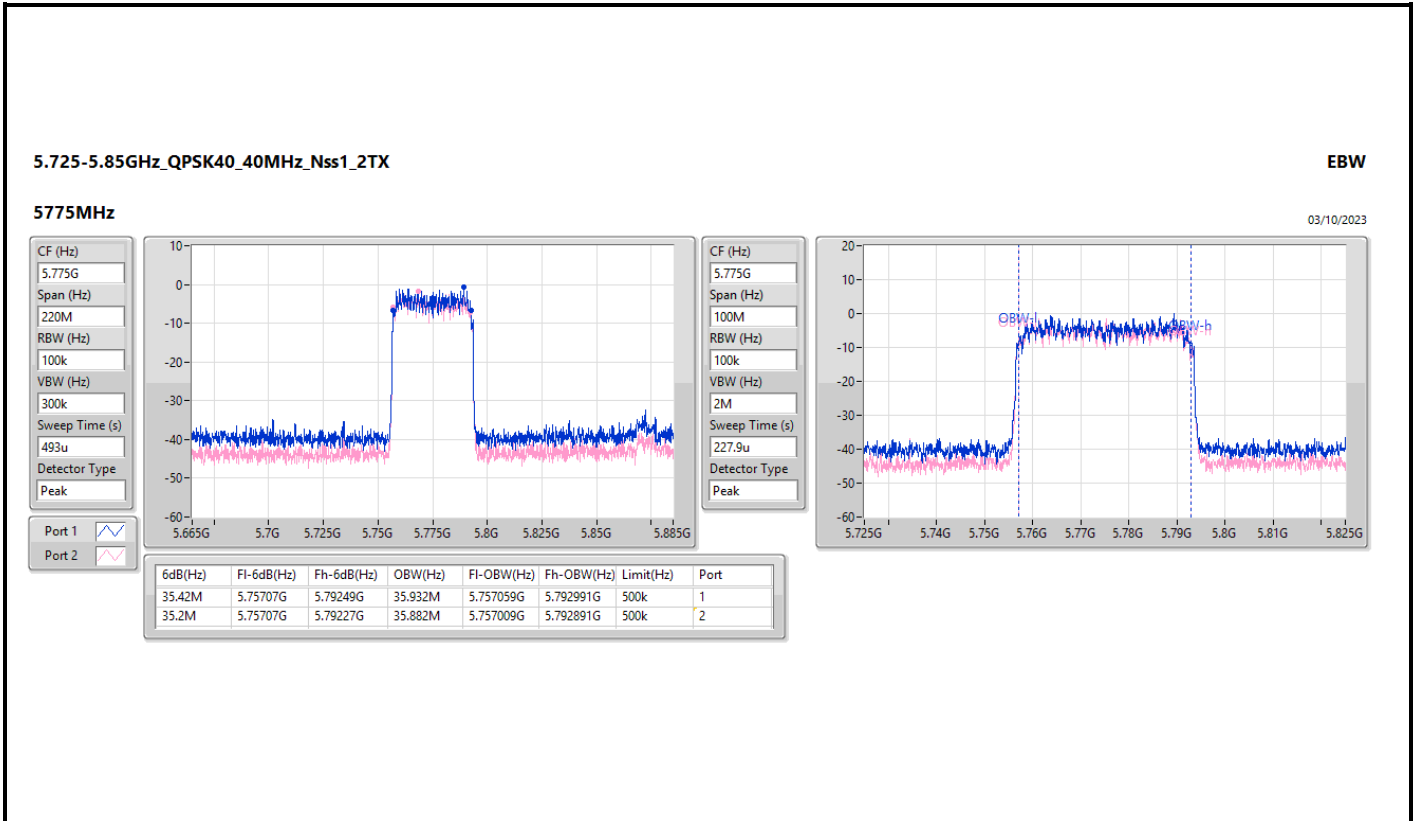 5.725-5.85GHz_QPSK40_40MHz_Nss1_2TX
EBW
5775MHz
03/10/2023
CF (Hz)
5.775G
Span (Hz)
220M
RBW (Hz)
100k
VBW (Hz)
300k
Sweep Time (s)
493u
Detector Type
Peak
Port 1
Port 2
10
0
-10
-20
-30
-40
-50
-60
5.665G 5.7G 5.725G 5.75G 5.775G 5.8G 5.825G 5.85G 5.885G
CF (Hz)
5.775G
Span (Hz)
100M
RBW (Hz)
100k
VBW (Hz)
2M
Sweep Time (s)
227.9u
Detector Type
Peak
20
10
0
-10
-20
-30
-40
-50
-60
OBW-l
OBW-h
5.725G 5.74G 5.75G 5.76G 5.77G 5.78G 5.79G 5.8G 5.81G 5.825G
6dB(Hz) Fl-6dB(Hz) Fh-6dB(Hz) OBW(Hz) Fl-OBW(Hz) Fh-OBW(Hz) Limit(Hz) Port
35.42M 5.75707G 5.79249G 35.932M 5.757059G 5.792991G 500k 1
35.2M 5.75707G 5.79227G 35.882M 5.757009G 5.792891G 500k 2